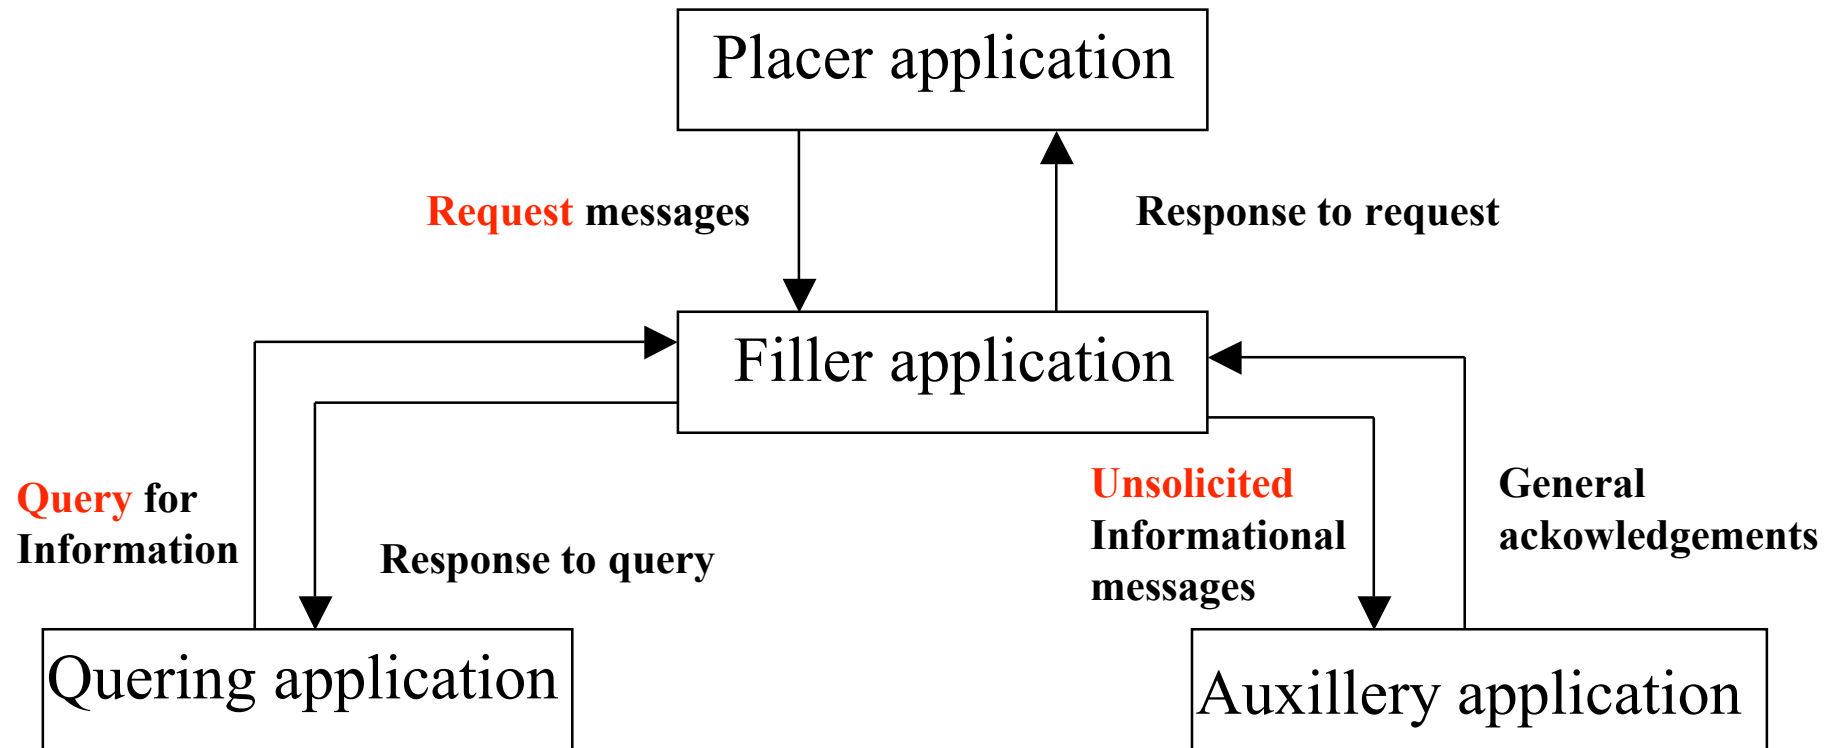 Placer application
Request messages
Response to request
Filler application
Query for
Information
Response to query
Unsolicited
Informational
messages
General
ackowledgements
Quering application
Auxillery application